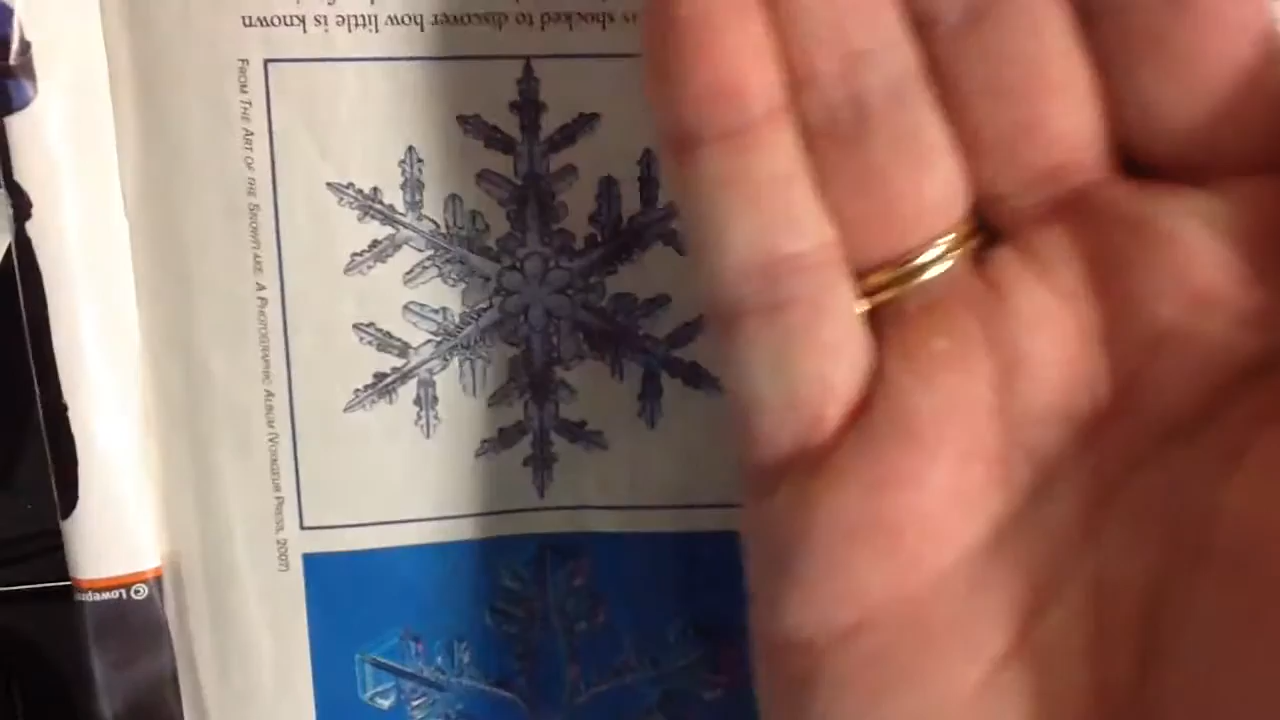 is shocked to discover how little is known
FROM THE ART OF THE SNOWFLAKE: A PHOTOGRAPHIC ALBUM (VOYAGEUR PRESS, 2007)
© Lowepro